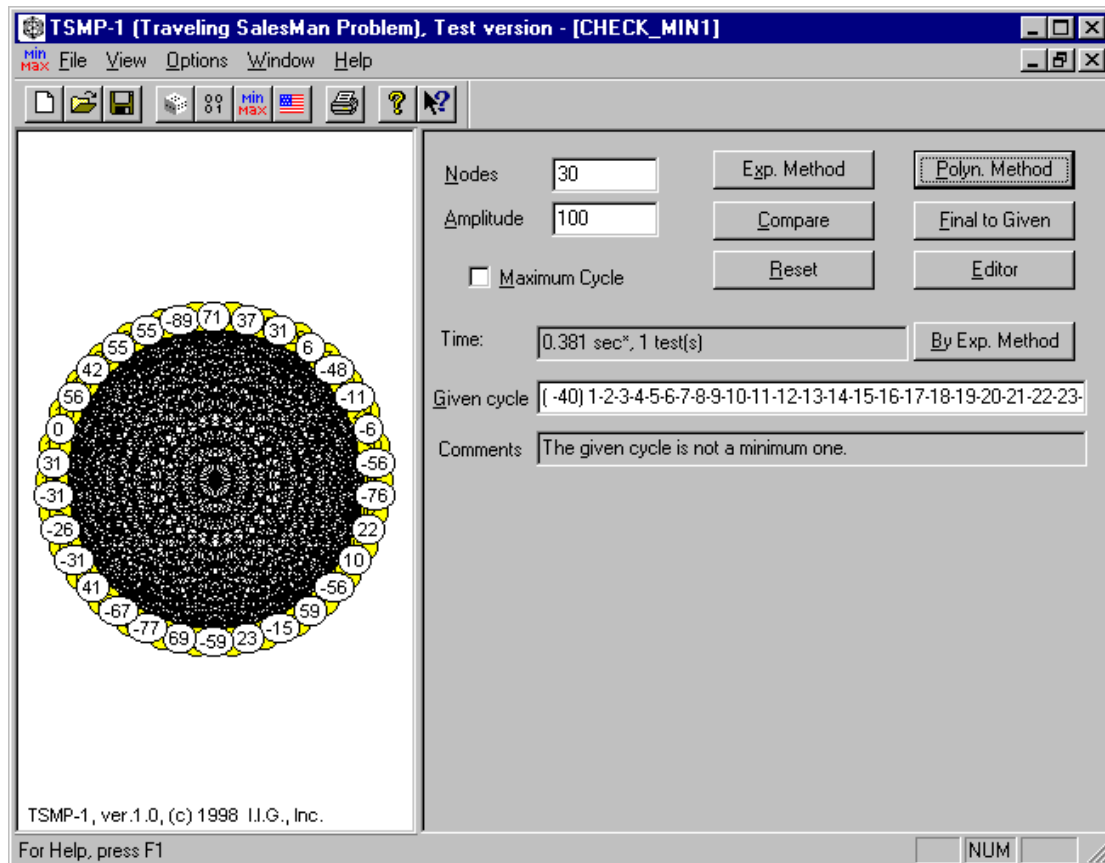 TSMP-1 (Traveling SalesMan Problem), Test version - [CHECK_MIN1]
Min Max File View Options Window Help
00 01 Min Max ? ?
Nodes 30 Exp. Method Polyn. Method
Amplitude 100 Compare Final to Given
Maximum Cycle Reset Editor
Time: 0.381 sec*, 1 test(s) By Exp. Method
Given cycle ( -40) 1-2-3-4-5-6-7-8-9-10-11-12-13-14-15-16-17-18-19-20-21-22-23-
Comments The given cycle is not a minimum one.
71
37
31
6
-48
-11
-6
-56
-76
22
10
-56
59
-15
23
-59
69
-77
-67
41
-31
-26
-31
31
0
56
42
55
55
-89
TSMP-1, ver.1.0, (c) 1998 I.I.G., Inc.
For Help, press F1 NUM